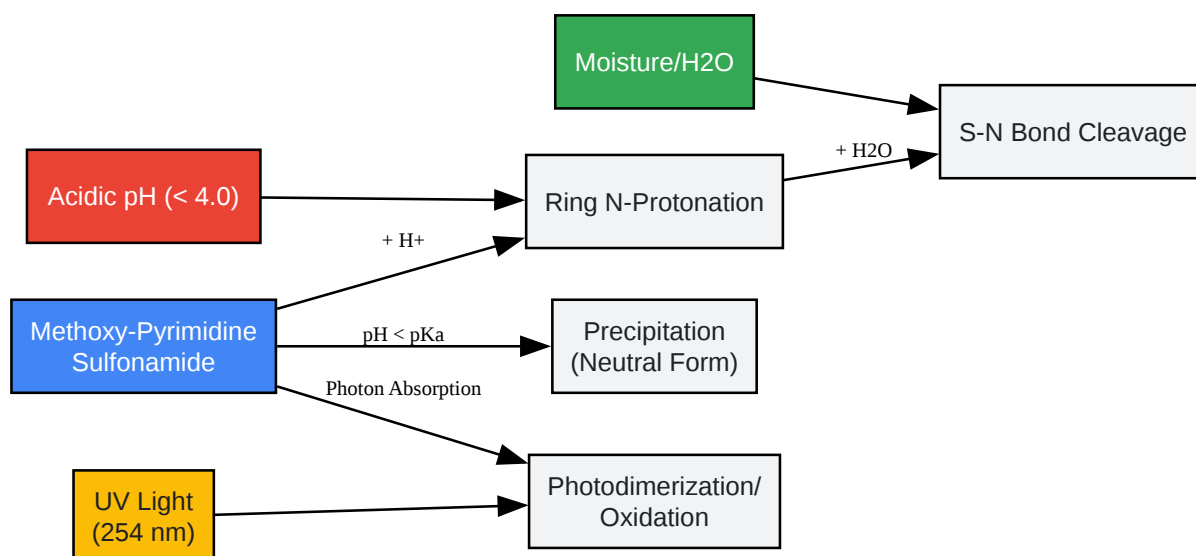 Moisture/H2O
S-N Bond Cleavage
+ H2O
Acidic pH (< 4.0)
Ring N-Protonation
+ H+
Methoxy-Pyrimidine
Sulfonamide
pH < pKa
Precipitation
(Neutral Form)
Photon Absorption
UV Light
(254 nm)
Photodimerization/
Oxidation